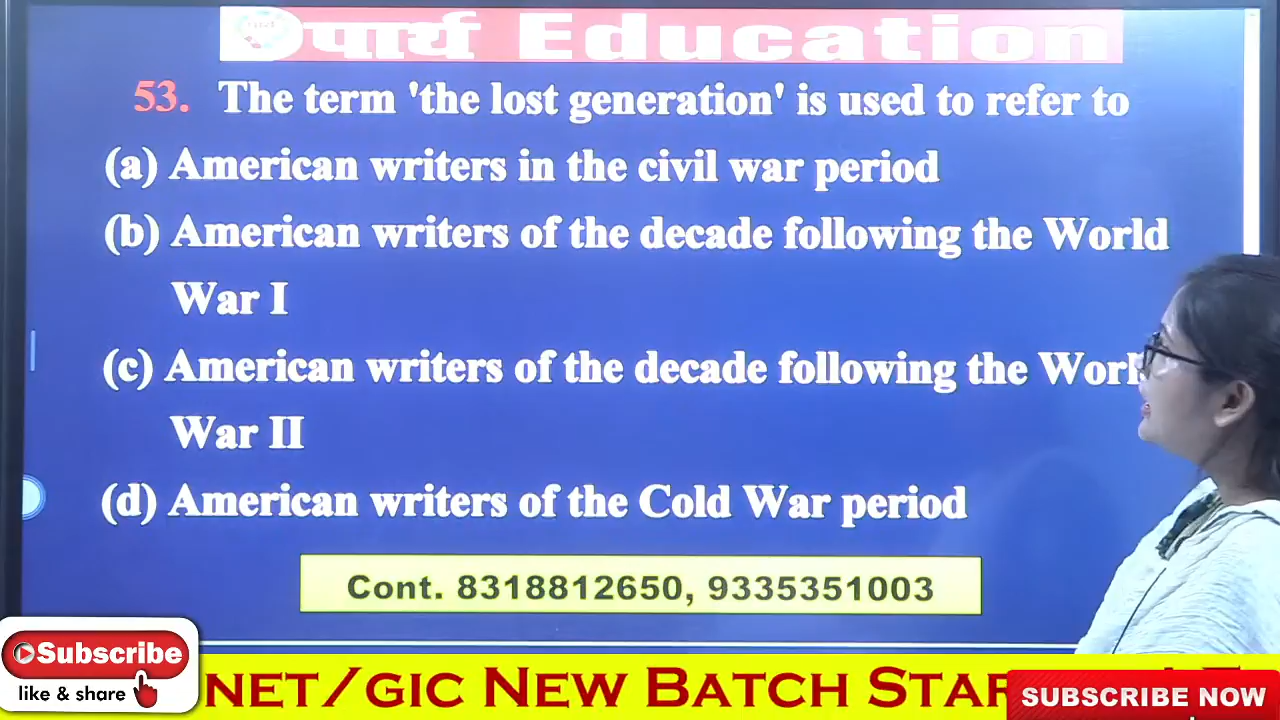 पार्थ Education
53. The term 'the lost generation' is used to refer to
(a) American writers in the civil war period
(b) American writers of the decade following the World
War I
(c) American writers of the decade following the
War II
(d) American writers of the Cold War period
Cont. 8318812650, 9335351003
Subscribe
like & share
NET/GIC NEW BATCH
SUBSCRIBE NOW